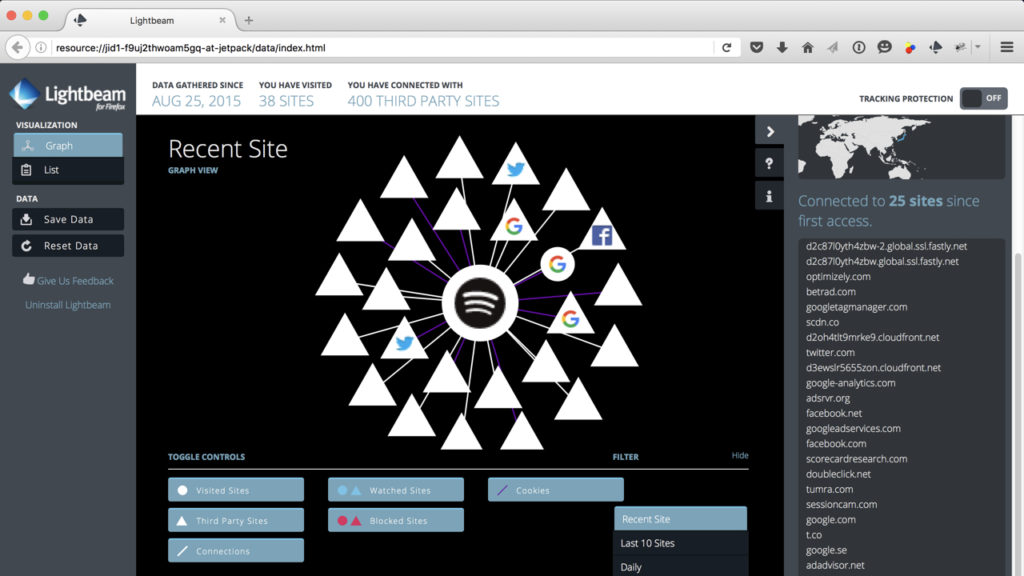 Lightbeam
resource://jid1-f9uj2thwoam5gq-at-jetpack/data/index.html
Lightbeam
for Firefox
DATA GATHERED SINCE
AUG 25, 2015
YOU HAVE VISITED
38 SITES
YOU HAVE CONNECTED WITH
400 THIRD PARTY SITES
TRACKING PROTECTION
OFF
VISUALIZATION
Graph
List
DATA
Save Data
Reset Data
Give Us Feedback
Uninstall Lightbeam
Recent Site
GRAPH VIEW
TOGGLE CONTROLS
FILTER
Hide
Visited Sites
Watched Sites
Cookies
Third Party Sites
Blocked Sites
Connections
Recent Site
Last 10 Sites
Daily
Connected to 25 sites since
first access.
d2c87l0yth4zbw-2.global.ssl.fastly.net
d2c87l0yth4zbw.global.ssl.fastly.net
optimizely.com
betrad.com
googletagmanager.com
scdn.co
d2oh4tlt9mrke9.cloudfront.net
twitter.com
d3ewslr5655zon.cloudfront.net
google-analytics.com
adsrvr.org
facebook.net
googleadservices.com
facebook.com
scorecardresearch.com
doubleclick.net
tumra.com
sessioncam.com
google.com
t.co
google.se
adadvisor.net